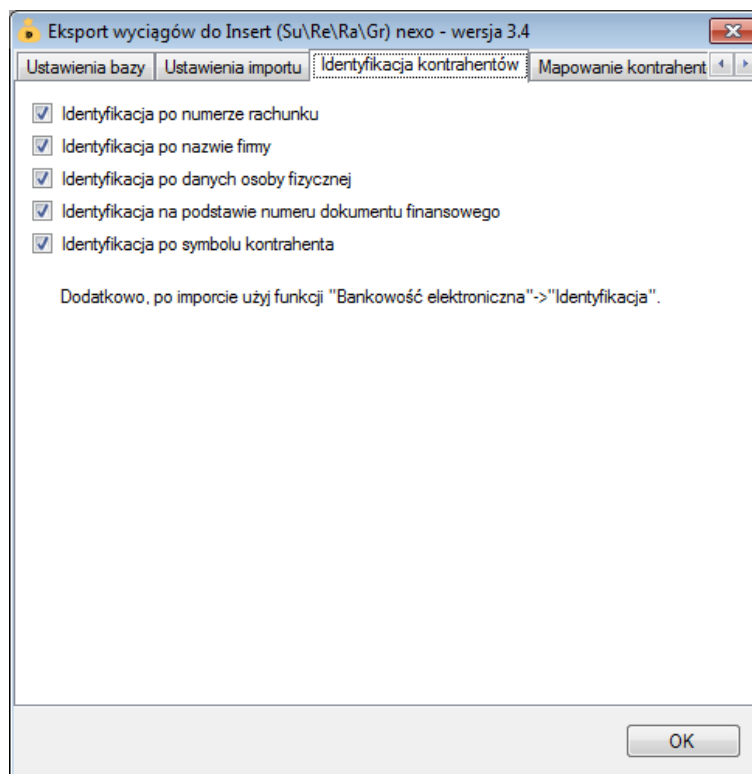 Eksport wyciągów do Insert (Su\Re\Ra\Gr) nexo - wersja 3.4
Ustawienia bazy Ustawienia importu Identyfikacja kontrahentów Mapowanie kontrahent
Identyfikacja po numerze rachunku
Identyfikacja po nazwie firmy
Identyfikacja po danych osoby fizycznej
Identyfikacja na podstawie numeru dokumentu finansowego
Identyfikacja po symbolu kontrahenta
Dodatkowo, po imporcie użyj funkcji "Bankowość elektroniczna"->"Identyfikacja".
OK